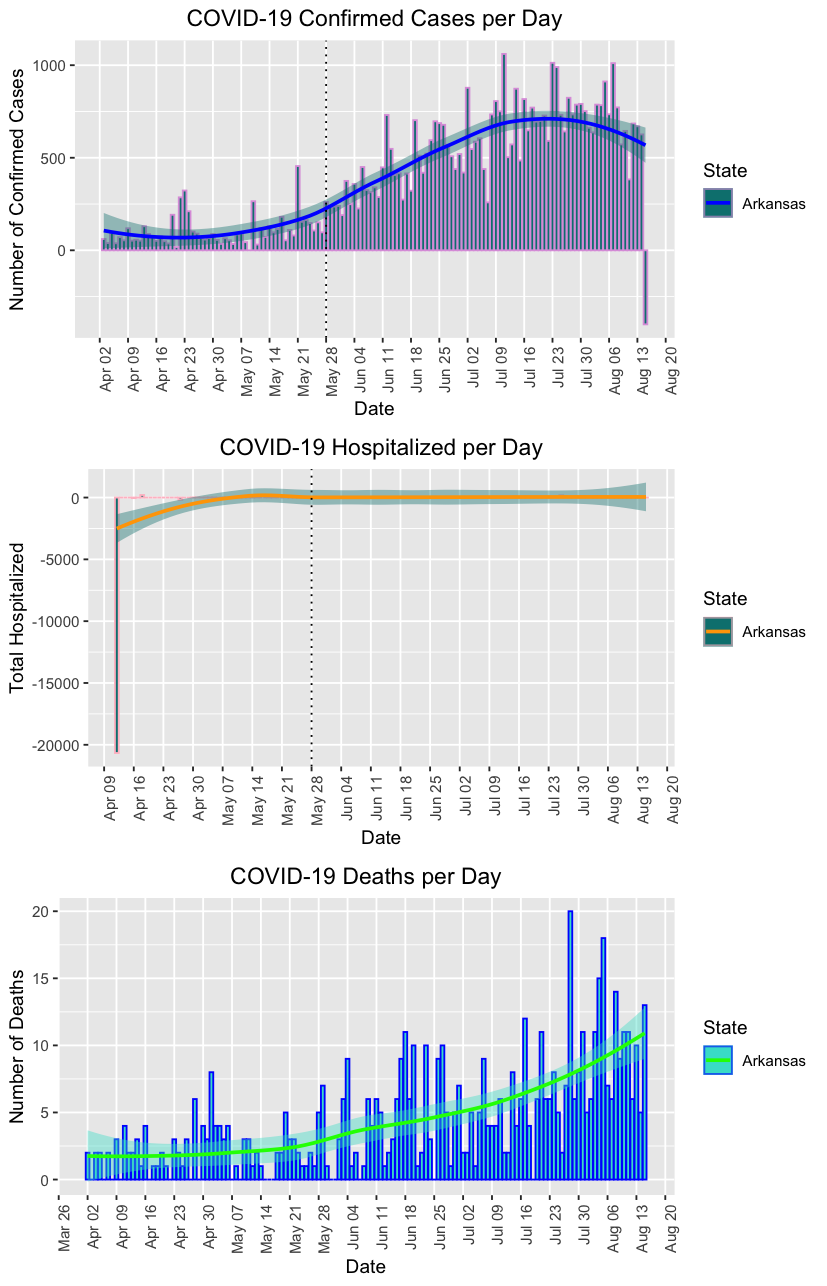 COVID-19 Confirmed Cases per Day
Number of Confirmed Cases
1000
500
0
Apr 02
Apr 09
Apr 16
Apr 23
Apr 30
May 07
May 14
May 21
May 28
Jun 04
Jun 11
Jun 18
Jun 25
Jul 02
Jul 09
Jul 16
Jul 23
Jul 30
Aug 06
Aug 13
Aug 20
Date
State
Arkansas
COVID-19 Hospitalized per Day
Total Hospitalized
0
-5000
-10000
-15000
-20000
Apr 09
Apr 16
Apr 23
Apr 30
May 07
May 14
May 21
May 28
Jun 04
Jun 11
Jun 18
Jun 25
Jul 02
Jul 09
Jul 16
Jul 23
Jul 30
Aug 06
Aug 13
Aug 20
Date
State
Arkansas
COVID-19 Deaths per Day
Number of Deaths
20
15
10
5
0
Mar 26
Apr 02
Apr 09
Apr 16
Apr 23
Apr 30
May 07
May 14
May 21
May 28
Jun 04
Jun 11
Jun 18
Jun 25
Jul 02
Jul 09
Jul 16
Jul 23
Jul 30
Aug 06
Aug 13
Aug 20
Date
State
Arkansas